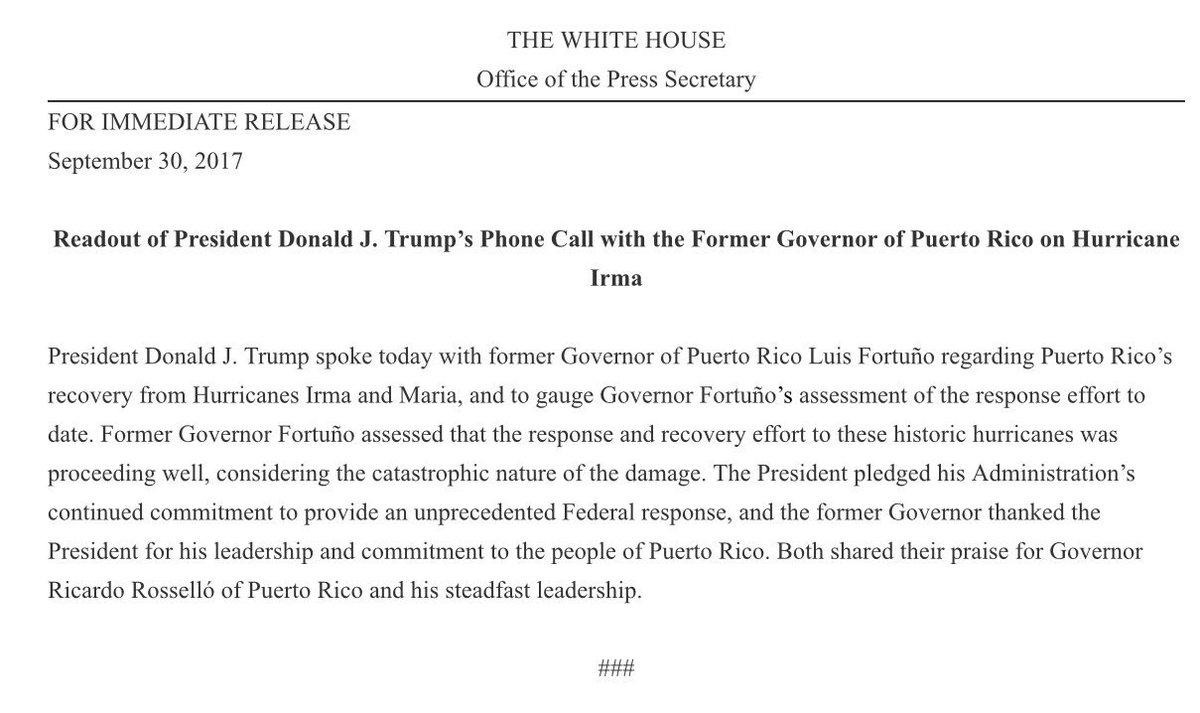 THE WHITE HOUSE
Office of the Press Secretary
FOR IMMEDIATE RELEASE
September 30, 2017
Readout of President Donald J. Trump’s Phone Call with the Former Governor of Puerto Rico on Hurricane
Irma
President Donald J. Trump spoke today with former Governor of Puerto Rico Luis Fortuño regarding Puerto Rico’s
recovery from Hurricanes Irma and Maria, and to gauge Governor Fortuño’s assessment of the response effort to
date. Former Governor Fortuño assessed that the response and recovery effort to these historic hurricanes was
proceeding well, considering the catastrophic nature of the damage. The President pledged his Administration’s
continued commitment to provide an unprecedented Federal response, and the former Governor thanked the
President for his leadership and commitment to the people of Puerto Rico. Both shared their praise for Governor
Ricardo Rosselló of Puerto Rico and his steadfast leadership.
###